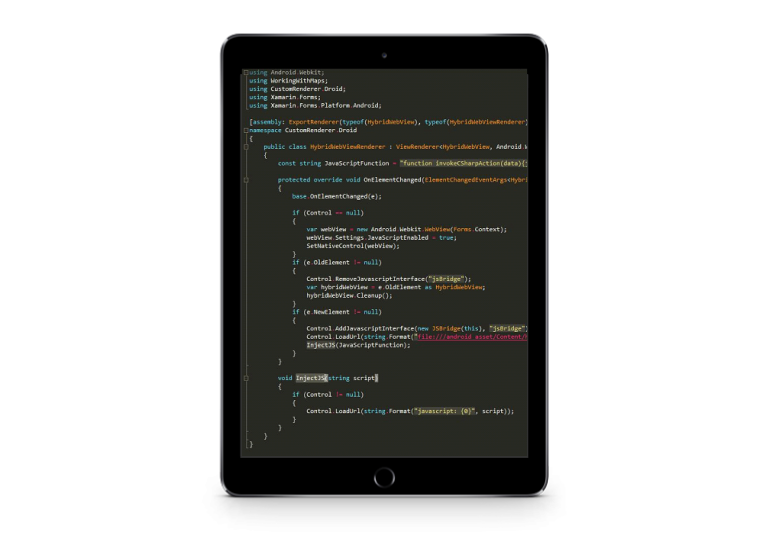 using Android.Webkit;
using WorkingWithMaps;
using CustomRenderer.Droid;
using Xamarin.Forms;
using Xamarin.Forms.Platform.Android;
[assembly: ExportRenderer(typeof(HybridWebView), typeof(HybridWebViewRenderer)
namespace CustomRenderer.Droid
{
public class HybridWebViewRenderer : ViewRenderer<HybridWebView, Android.W
{
const string JavaScriptFunction = "function invokeCSharpAction(data){j
protected override void OnElementChanged(ElementChangedEventArgs<Hybri
{
base.OnElementChanged(e);
if (Control == null)
{
var webView = new Android.Webkit.WebView(Forms.Context);
webView.Settings.JavaScriptEnabled = true;
SetNativeControl(webView);
}
if (e.OldElement != null)
{
Control.RemoveJavascriptInterface("jsBridge");
var hybridWebView = e.OldElement as HybridWebView;
hybridWebView.Cleanup();
}
if (e.NewElement != null)
{
Control.AddJavascriptInterface(new JSBridge(this), "jsBridge")
Control.LoadUrl(string.Format("file:///android_asset/Content/
InjectJS(JavaScriptFunction);
}
}
void InjectJS(string script)
{
if (Control != null)
{
Control.LoadUrl(string.Format("javascript: {0}", script));
}
}
}
}